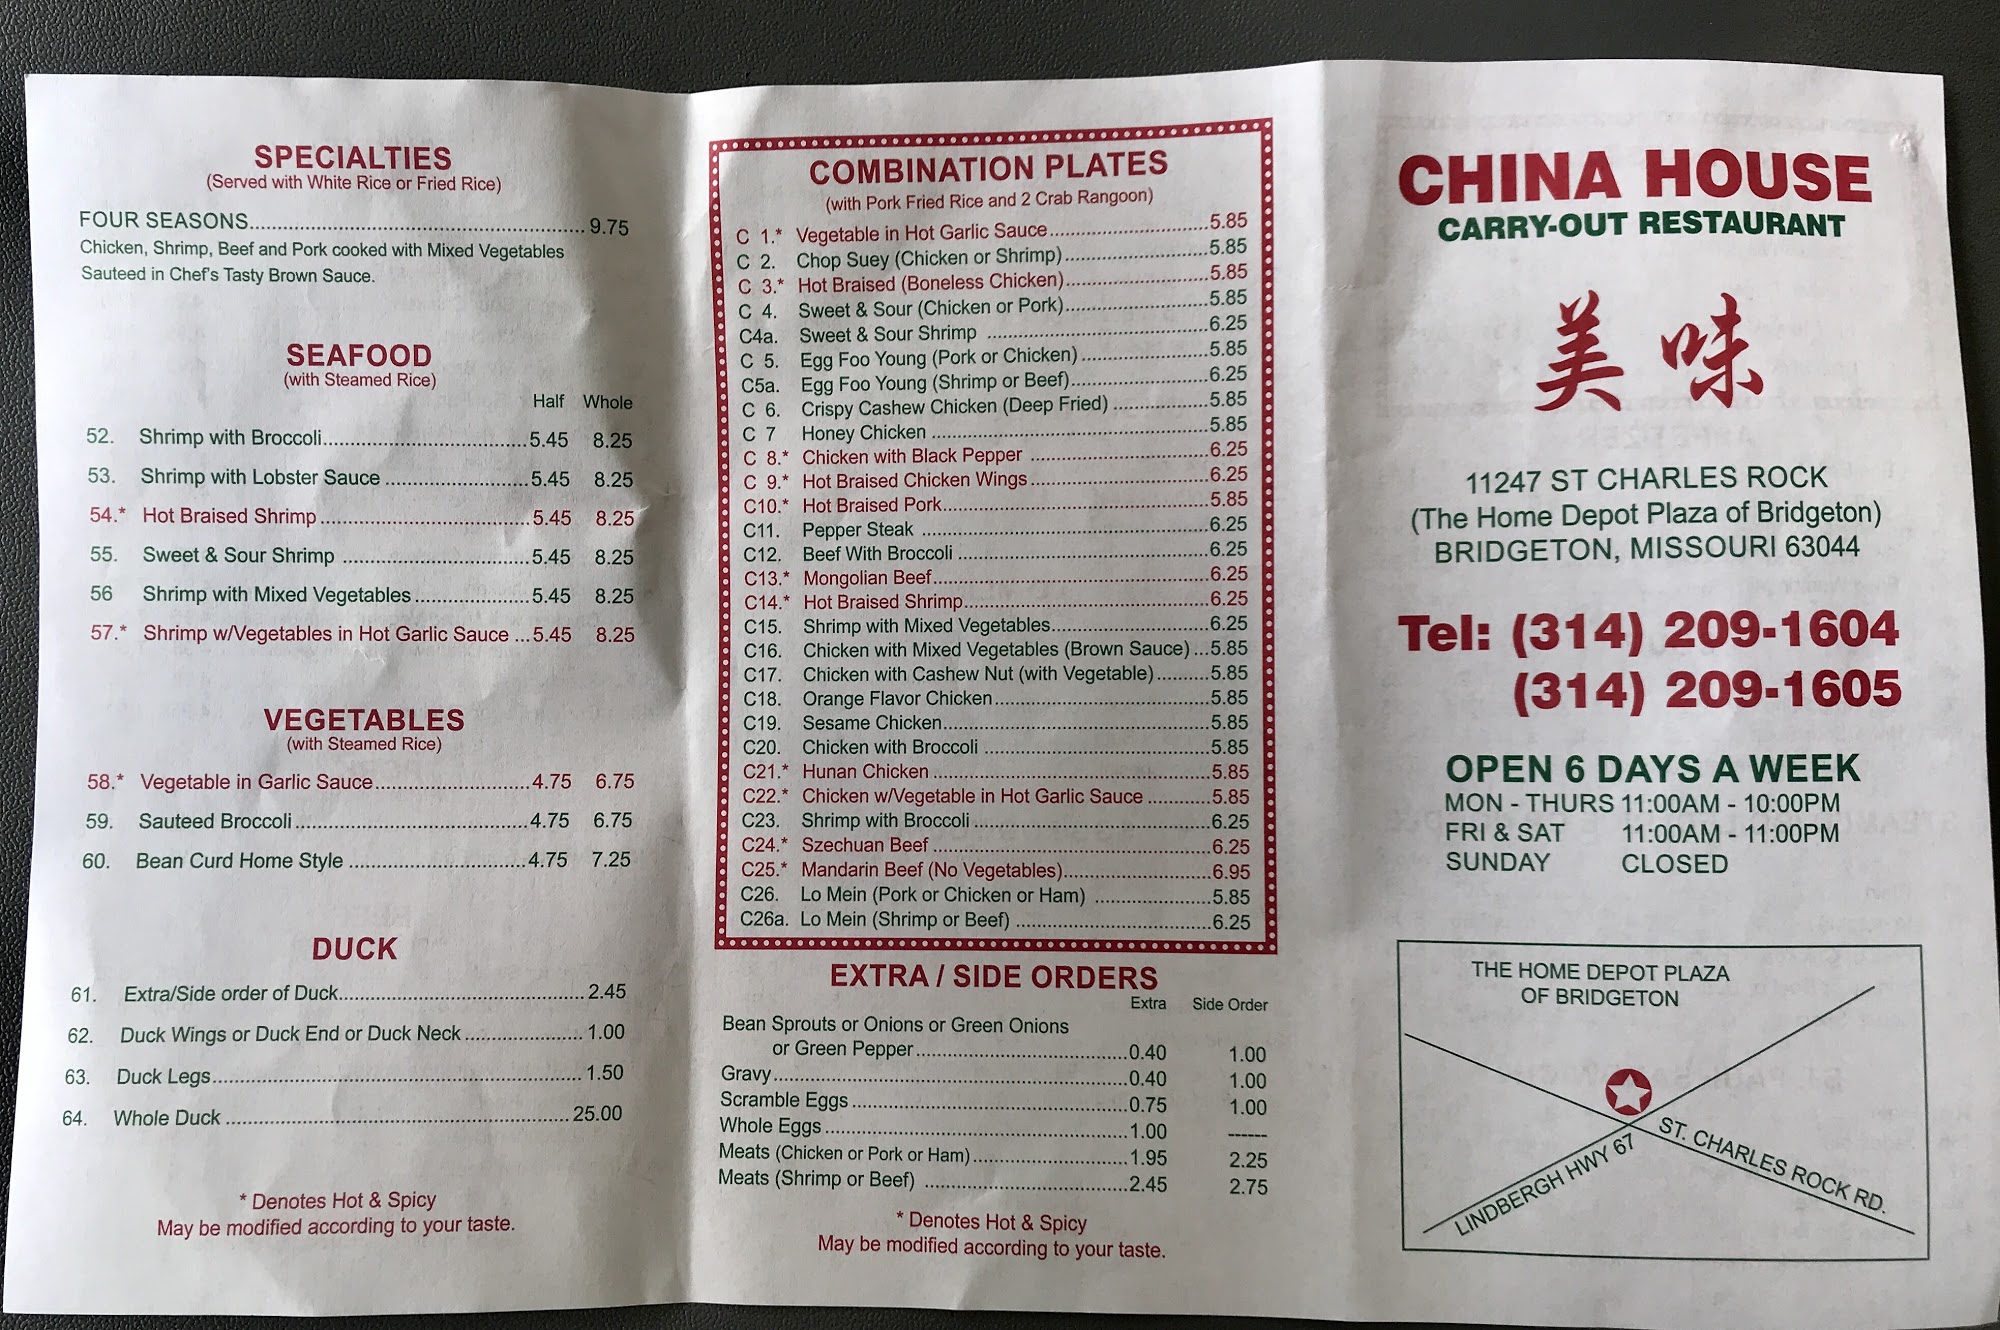 SPECIALTIES
(Served with White Rice or Fried Rice)
FOUR SEASONS.......... 9.75
Chicken, Shrimp, Beef and Pork cooked with Mixed Vegetables
Sauteed in Chef's Tasty Brown Sauce.
SEAFOOD
(with Steamed Rice)
Half Whole
52. Shrimp with Broccoli.......... 5.45 8.25
53. Shrimp with Lobster Sauce .......... 5.45 8.25
54.* Hot Braised Shrimp.......... 5.45 8.25
55. Sweet & Sour Shrimp .......... 5.45 8.25
56 Shrimp with Mixed Vegetables .......... 5.45 8.25
57.* Shrimp w/Vegetables in Hot Garlic Sauce ... 5.45 8.25
VEGETABLES
(with Steamed Rice)
58.* Vegetable in Garlic Sauce.......... 4.75 6.75
59. Sauteed Broccoli.......... 4.75 6.75
60. Bean Curd Home Style .......... 4.75 7.25
DUCK
61. Extra/Side order of Duck.......... 2.45
62. Duck Wings or Duck End or Duck Neck .......... 1.00
63. Duck Legs.......... 1.50
64. Whole Duck .......... 25.00
* Denotes Hot & Spicy
May be modified according to your taste.
COMBINATION PLATES
(with Pork Fried Rice and 2 Crab Rangoon)
C 1.* Vegetable in Hot Garlic Sauce.......... 5.85
C 2. Chop Suey (Chicken or Shrimp).......... 5.85
C 3.* Hot Braised (Boneless Chicken).......... 5.85
C 4. Sweet & Sour (Chicken or Pork).......... 5.85
C4a. Sweet & Sour Shrimp .......... 6.25
C 5. Egg Foo Young (Pork or Chicken).......... 5.85
C5a. Egg Foo Young (Shrimp or Beef).......... 6.25
C 6. Crispy Cashew Chicken (Deep Fried) .......... 5.85
C 7 Honey Chicken .......... 5.85
C 8.* Chicken with Black Pepper .......... 6.25
C 9.* Hot Braised Chicken Wings.......... 6.25
C10.* Hot Braised Pork.......... 5.85
C11. Pepper Steak .......... 6.25
C12. Beef With Broccoli .......... 6.25
C13.* Mongolian Beef.......... 6.25
C14.* Hot Braised Shrimp.......... 6.25
C15. Shrimp with Mixed Vegetables.......... 6.25
C16. Chicken with Mixed Vegetables (Brown Sauce) ... 5.85
C17. Chicken with Cashew Nut (with Vegetable).......... 5.85
C18. Orange Flavor Chicken.......... 5.85
C19. Sesame Chicken.......... 5.85
C20. Chicken with Broccoli .......... 5.85
C21.* Hunan Chicken .......... 5.85
C22.* Chicken w/Vegetable in Hot Garlic Sauce .......... 5.85
C23. Shrimp with Broccoli .......... 6.25
C24.* Szechuan Beef .......... 6.25
C25.* Mandarin Beef (No Vegetables).......... 6.95
C26. Lo Mein (Pork or Chicken or Ham) .......... 5.85
C26a. Lo Mein (Shrimp or Beef) .......... 6.25
EXTRA / SIDE ORDERS
Extra Side Order
Bean Sprouts or Onions or Green Onions
or Green Pepper.......... 0.40 1.00
Gravy.......... 0.40 1.00
Scramble Eggs .......... 0.75 1.00
Whole Eggs .......... 1.00 ------
Meats (Chicken or Pork or Ham).......... 1.95 2.25
Meats (Shrimp or Beef) .......... 2.45 2.75
* Denotes Hot & Spicy
May be modified according to your taste.
CHINA HOUSE
CARRY-OUT RESTAURANT
美味
11247 ST CHARLES ROCK
(The Home Depot Plaza of Bridgeton)
BRIDGETON, MISSOURI 63044
Tel: (314) 209-1604
(314) 209-1605
OPEN 6 DAYS A WEEK
MON - THURS 11:00AM - 10:00PM
FRI & SAT 11:00AM - 11:00PM
SUNDAY CLOSED
THE HOME DEPOT PLAZA
OF BRIDGETON
LINDBERGH HWY 67
ST. CHARLES ROCK RD.